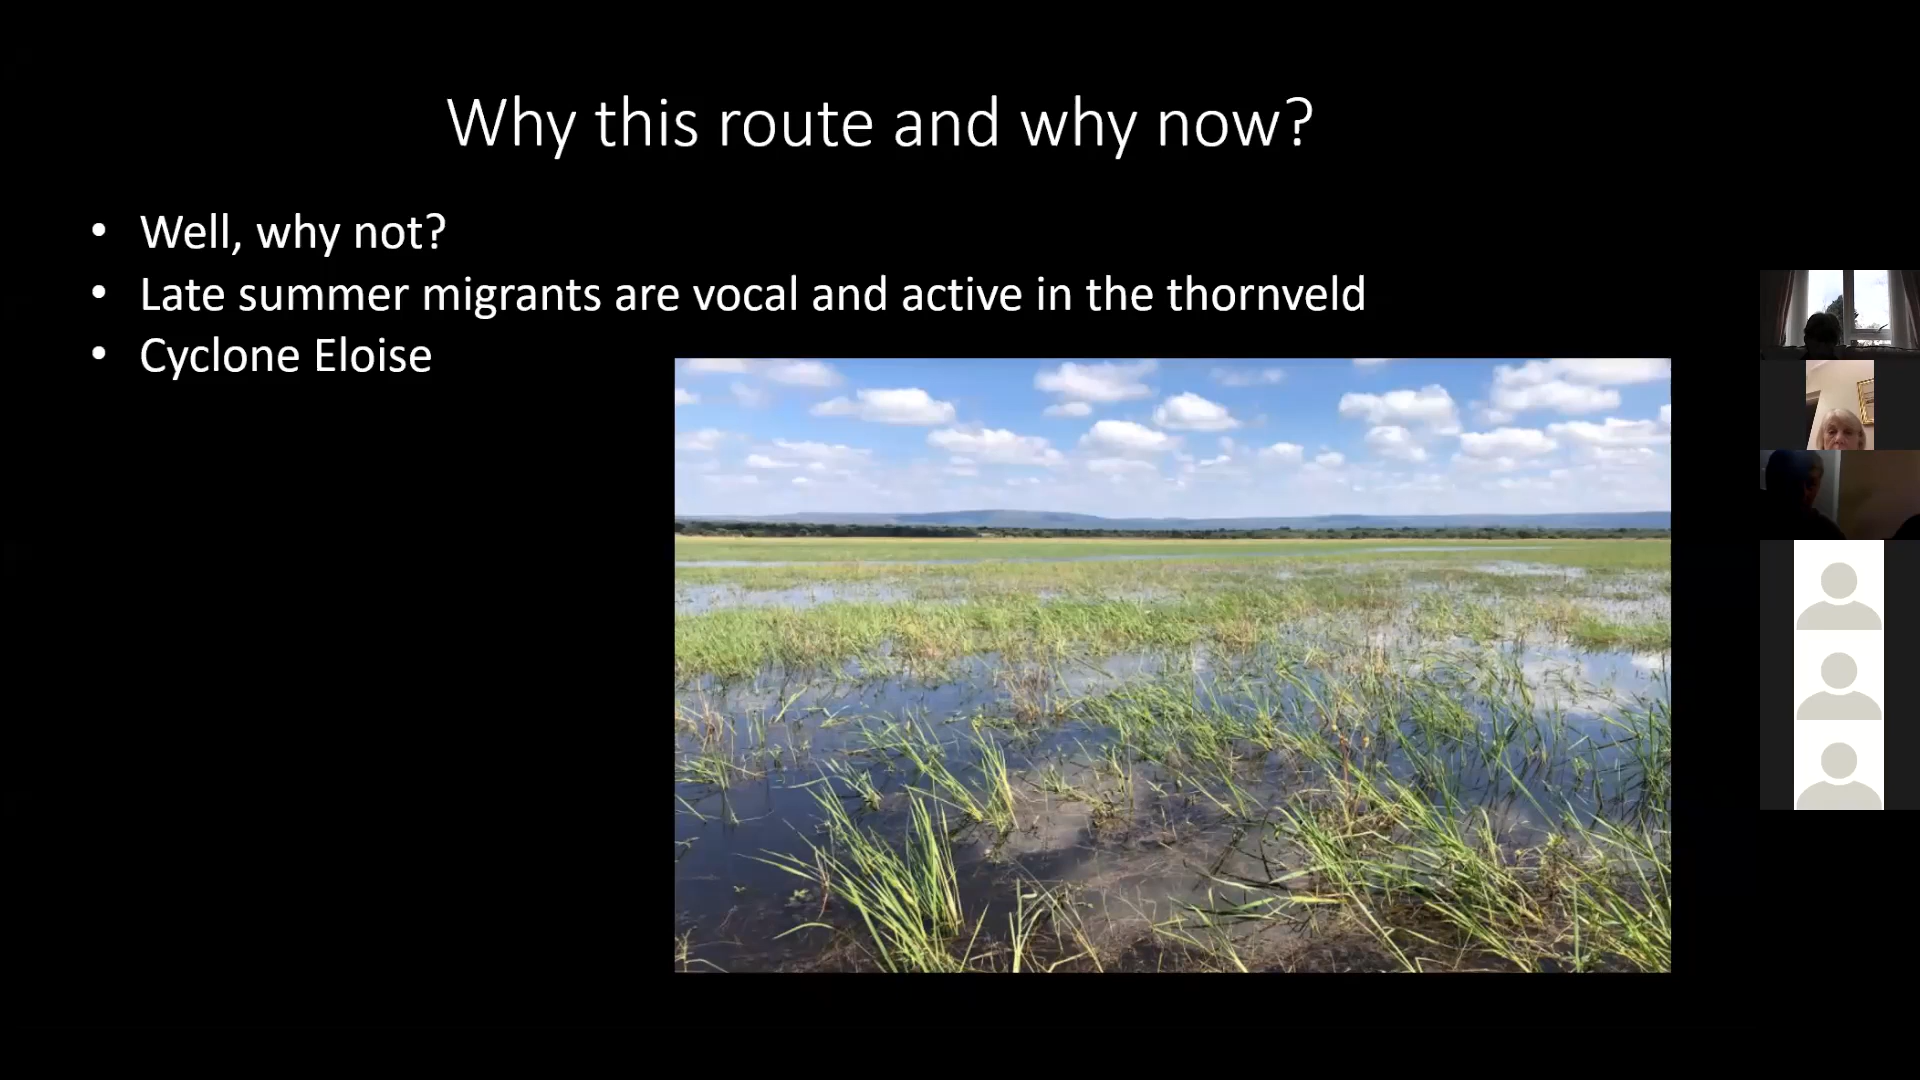 Why this route and why now?
• Well, why not?
• Late summer migrants are vocal and active in the thornveld
• Cyclone Eloise